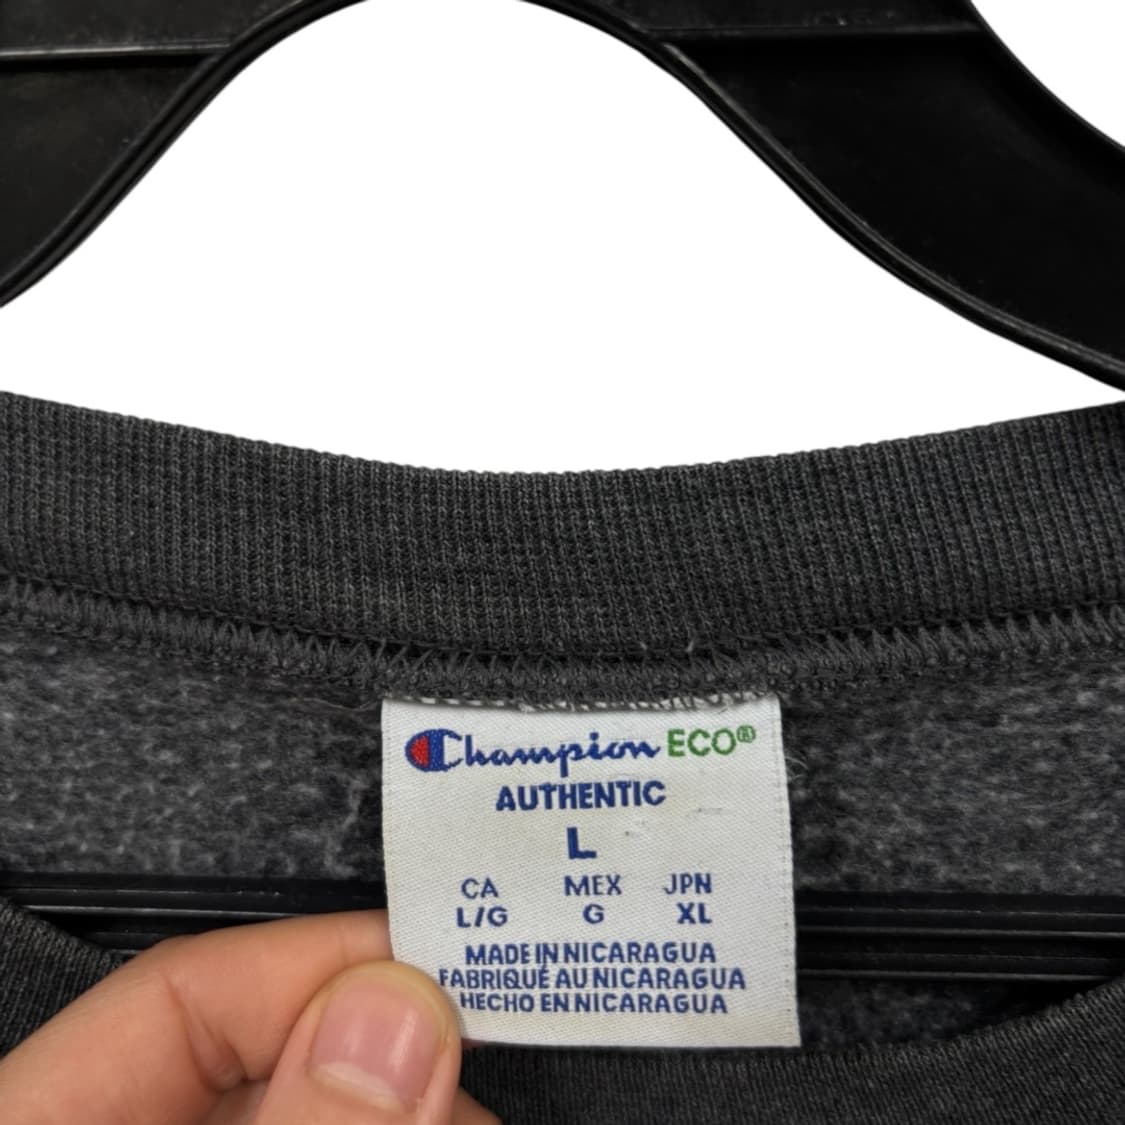 Champion ECO®
AUTHENTIC
L
CA MEX JPN
L/G G XL
MADE IN NICARAGUA
FABRIQUÉ AU NICARAGUA
HECHO EN NICARAGUA